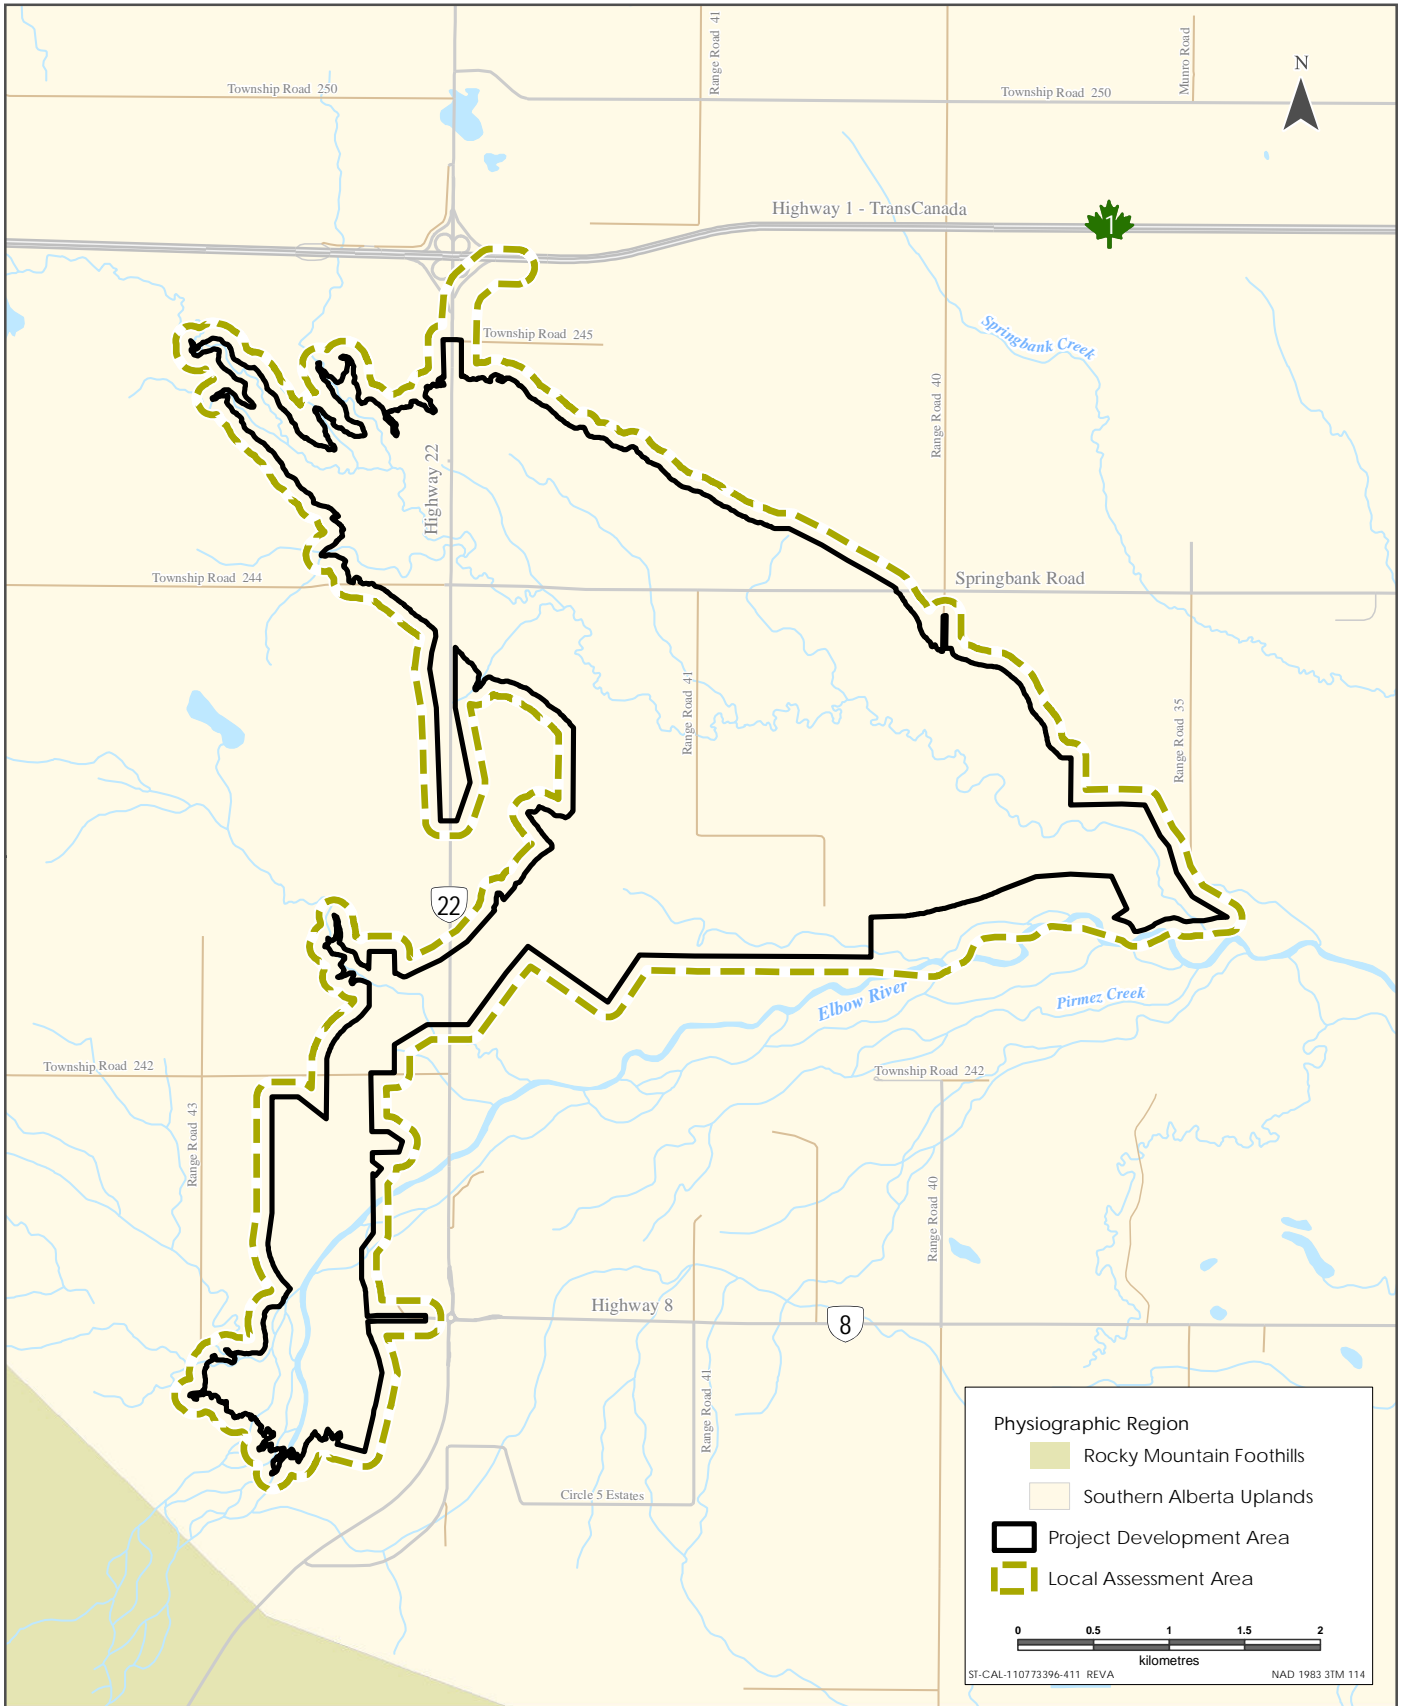 Range Road 41
Munro Road
N
Township Road 250
Township Road 250
Highway 1 - TransCanada
1
Springbank Creek
Township Road 245
Range Road 40
Highway 22
Township Road 244
Springbank Road
Range Road 41
Range Road 35
22
Elbow River
Pirmez Creek
Township Road 242
Township Road 242
Range Road 43
Range Road 40
Highway 8
8
Range Road 41
Circle 5 Estates
Physiographic Region
Rocky Mountain Foothills
Southern Alberta Uplands
Project Development Area
Local Assessment Area
0 0.5 1 1.5 2
kilometres
ST-CAL-110773396-411 REVA NAD 1983 3TM 114